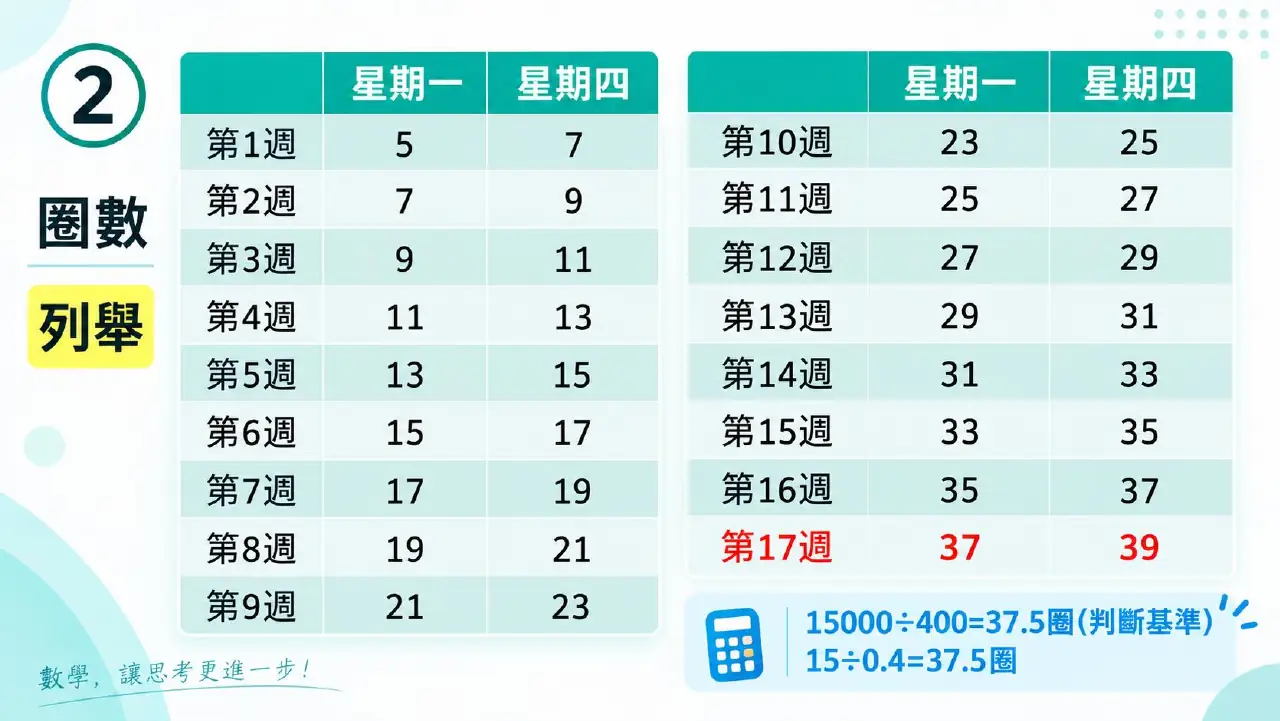 2
圈數
列舉
星期一 星期四
第1週 5 7
第2週 7 9
第3週 9 11
第4週 11 13
第5週 13 15
第6週 15 17
第7週 17 19
第8週 19 21
第9週 21 23
星期一 星期四
第10週 23 25
第11週 25 27
第12週 27 29
第13週 29 31
第14週 31 33
第15週 33 35
第16週 35 37
第17週 37 39
15000÷400=37.5圈(判斷基準)
15÷0.4=37.5圈
數學，讓思考更進一步！